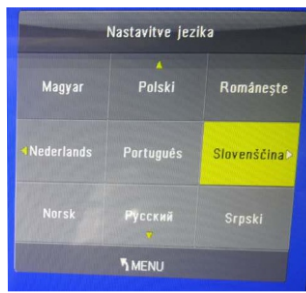 Nastavitve jezika
Magyar Polski Românește
Nederlands Português Slovenščina
Norsk Русский Srpski
MENU